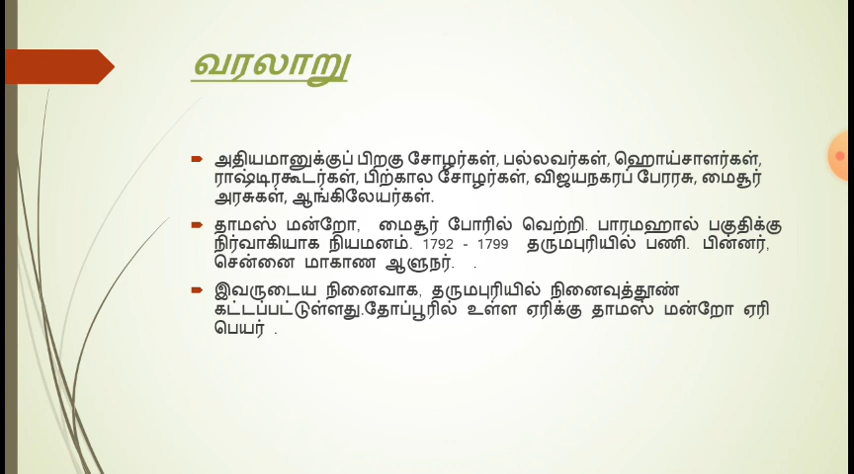 வரலாறு
அதியமானுக்குப் பிறகு சோழர்கள், பல்லவர்கள், ஹொய்சாளர்கள்,
ராஷ்டிரகூடர்கள், பிற்கால சோழர்கள், விஜயநகரப் பேரரசு, மைசூர்
அரசுகள், ஆங்கிலேயர்கள்.
தாமஸ் மன்றோ, மைசூர் போரில் வெற்றி. பாரமஹால் பகுதிக்கு
நிர்வாகியாக நியமனம். 1792 - 1799 தருமபுரியில் பணி. பின்னர்,
சென்னை மாகாண ஆளுநர். .
இவருடைய நினைவாக, தருமபுரியில் நினைவுத்தூண்
கட்டப்பட்டுள்ளது.தோப்பூரில் உள்ள ஏரிக்கு தாமஸ் மன்றோ ஏரி
பெயர் .